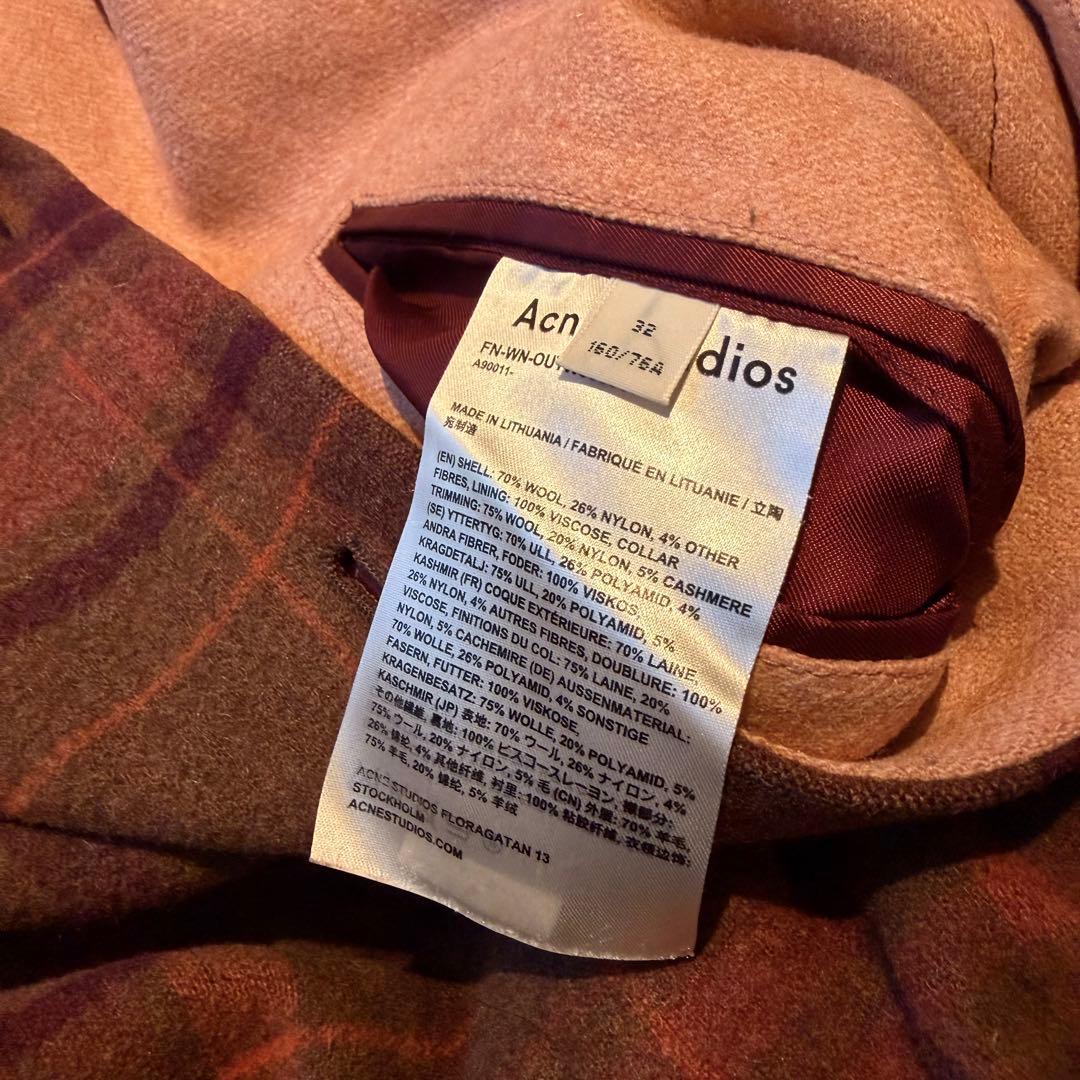 Acn dios
32
160/76A
FN-WN-OU
A90011-
MADE IN LITHUANIA / FABRIQUÉ EN LITUANIE / 立陶
宛制造
(EN) SHELL: 70% WOOL, 26% NYLON, 4% OTHER
FIBRES, LINING: 100% VISCOSE, COLLAR
TRIMMING: 75% WOOL, 20% NYLON, 5% CASHMERE
(SE) YTTERTYG: 70% ULL, 26% POLYAMID, 4%
ANDRA FIBRER, FODER: 100% VISKOS,
KRAGDETALJ: 75% ULL, 20% POLYAMID, 5%
KASHMIR (FR) COQUE EXTÉRIEURE: 70% LAINE,
26% NYLON, 4% AUTRES FIBRES, DOUBLURE: 100%
VISCOSE, FINITIONS DU COL: 75% LAINE, 20%
NYLON, 5% CACHEMIRE (DE) AUSSENMATERIAL:
70% WOLLE, 26% POLYAMID, 4% SONSTIGE
FASERN, FUTTER: 100% VISKOSE,
KRAGENBESATZ: 75% WOLLE, 20% POLYAMID, 5%
KASCHMIR (JP) 表地: 70% ウール, 26% ナイロン, 4%
その他繊維, 裏地: 100% ビスコースレーヨン, 襟部分:
75% ウール, 20% ナイロン, 5% 毛 (CN) 外服: 70% 羊毛,
26% 锦纶, 4% 其他纤维, 衬里: 100% 粘胶纤维, 衣领边饰:
75% 羊毛, 20% 锦纶, 5% 羊绒
ACNE STUDIOS FLORAGATAN 13
STOCKHOLM
ACNESTUDIOS.COM